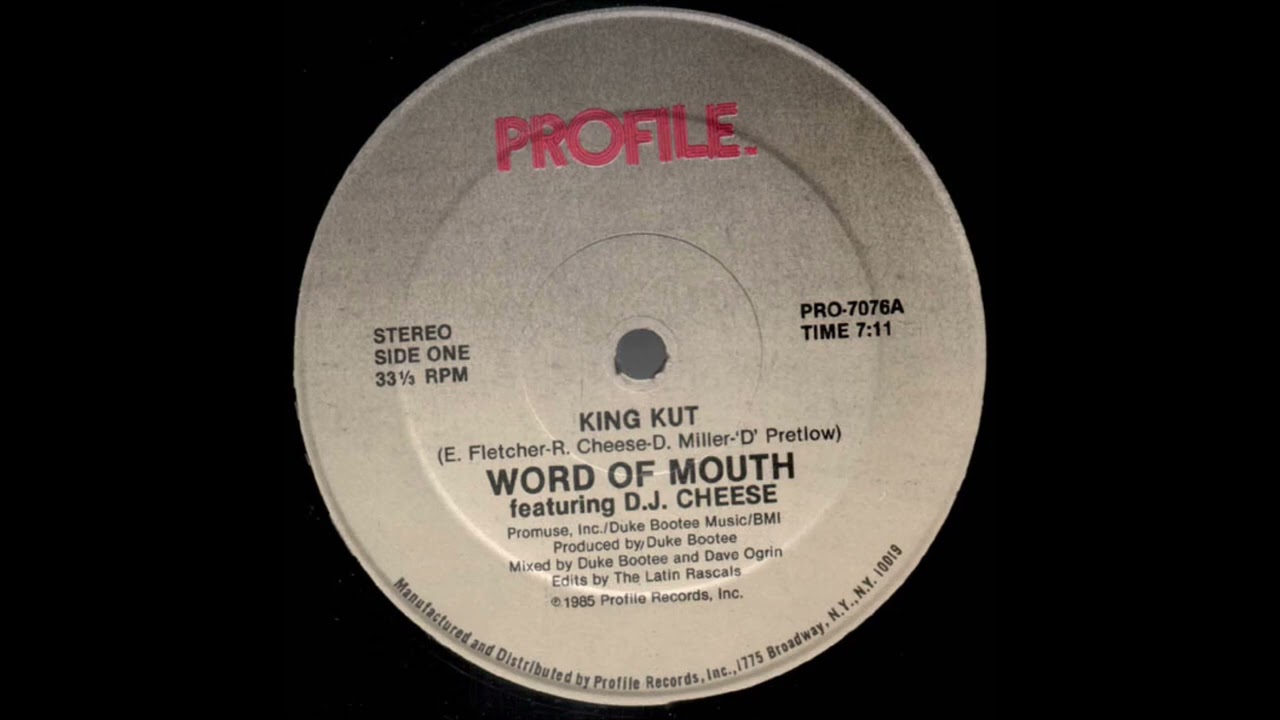 PROFILE.™
STEREO
SIDE ONE
33⅓ RPM
PRO-7076A
TIME 7:11
KING KUT
(E. Fletcher-R. Cheese-D. Miller-'D' Pretlow)
WORD OF MOUTH
featuring D.J. CHEESE
Promuse, Inc./Duke Bootee Music/BMI
Produced by Duke Bootee
Mixed by Duke Bootee and Dave Ogrin
Edits by The Latin Rascals
℗1985 Profile Records, Inc.
Manufactured and Distributed by Profile Records, Inc., 1775 Broadway, N.Y., N.Y. 10019